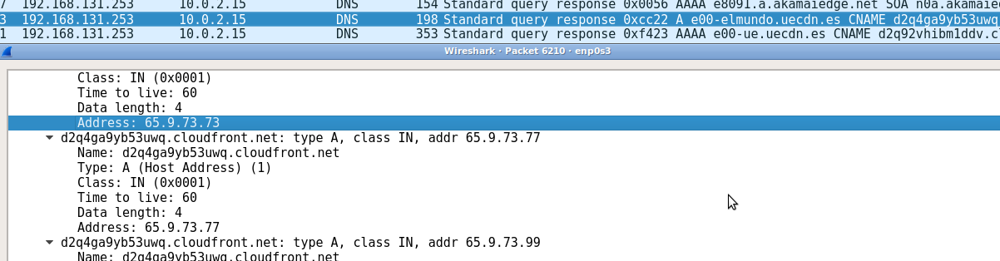 7 192.168.131.253 10.0.2.15 DNS 154 Standard query response 0x0056 AAAA e8091.a.akamaiedge.net SOA n0a.akamaie
3 192.168.131.253 10.0.2.15 DNS 198 Standard query response 0xcc22 A e00-elmundo.uecdn.es CNAME d2q4ga9yb53uwq
1 192.168.131.253 10.0.2.15 DNS 353 Standard query response 0xf423 AAAA e00-ue.uecdn.es CNAME d2q92vhibm1ddv.c
Wireshark · Packet 6210 · enp0s3
Class: IN (0x0001)
Time to live: 60
Data length: 4
Address: 65.9.73.73
d2q4ga9yb53uwq.cloudfront.net: type A, class IN, addr 65.9.73.77
Name: d2q4ga9yb53uwq.cloudfront.net
Type: A (Host Address) (1)
Class: IN (0x0001)
Time to live: 60
Data length: 4
Address: 65.9.73.77
d2q4ga9yb53uwq.cloudfront.net: type A, class IN, addr 65.9.73.99
Name: d2q4ga9yb53uwq.cloudfront.net